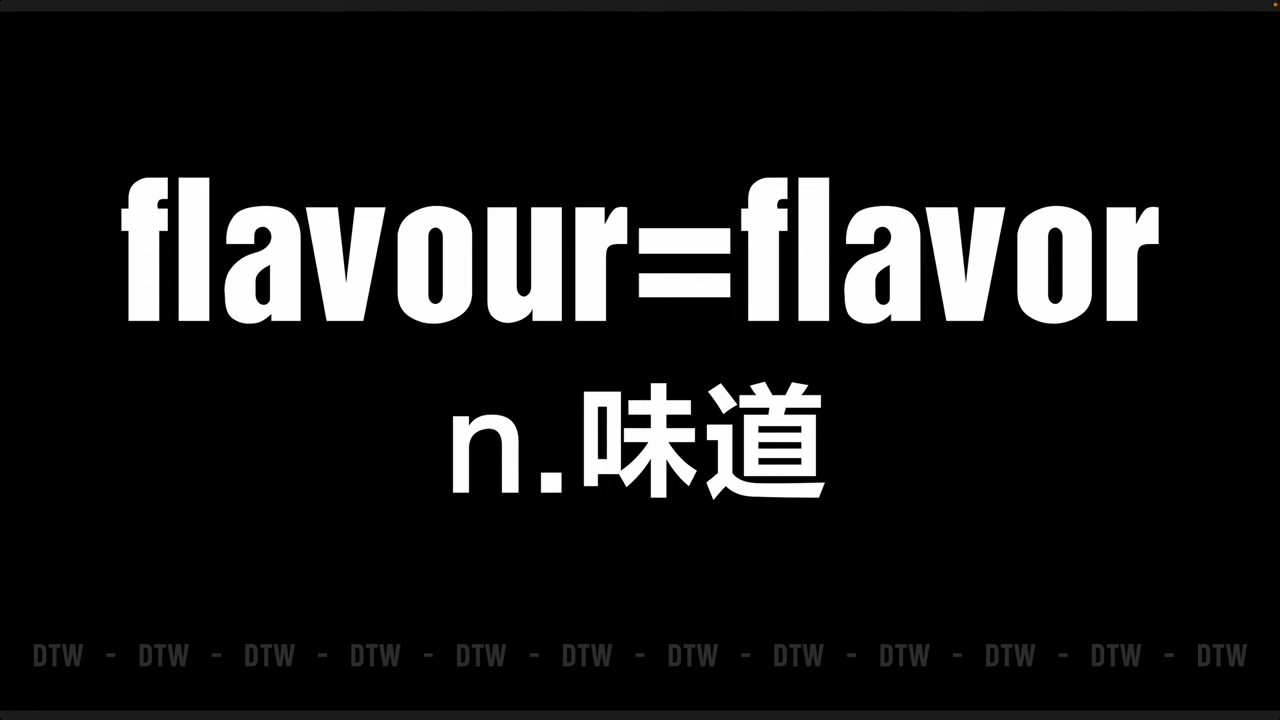 flavour=flavor
n.味道
DTW - DTW - DTW - DTW - DTW - DTW - DTW - DTW - DTW - DTW - DTW - DTW